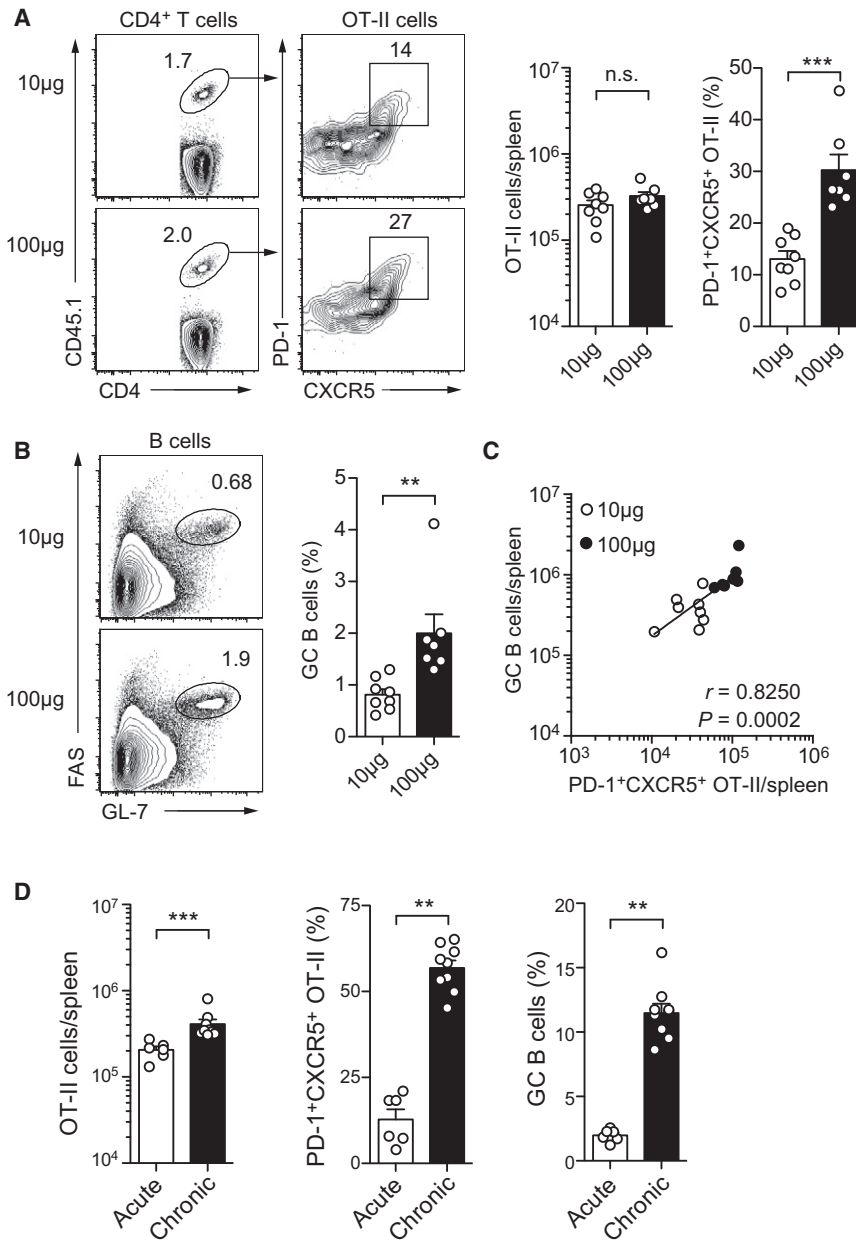 A
CD4+ T cells
OT-II cells
10µg
1.7
14
100µg
2.0
27
CD45.1
CD4
PD-1
CXCR5
OT-II cells/spleen
10⁷
10⁶
10⁵
10⁴
n.s.
10µg
100µg
PD-1⁺CXCR5⁺ OT-II (%)
50
40
30
20
10
0
***
10µg
100µg
B
B cells
10µg
0.68
100µg
1.9
FAS
GL-7
GC B cells (%)
5
4
3
2
1
0
**
10µg
100µg
C
GC B cells/spleen
10⁷
10⁶
10⁵
10⁴
10µg
100µg
r = 0.8250
P = 0.0002
10³ 10⁴ 10⁵ 10⁶
PD-1⁺CXCR5⁺ OT-II/spleen
D
OT-II cells/spleen
10⁷
10⁶
10⁵
10⁴
***
Acute
Chronic
PD-1⁺CXCR5⁺ OT-II (%)
75
50
25
0
**
Acute
Chronic
GC B cells (%)
20
15
10
5
0
**
Acute
Chronic